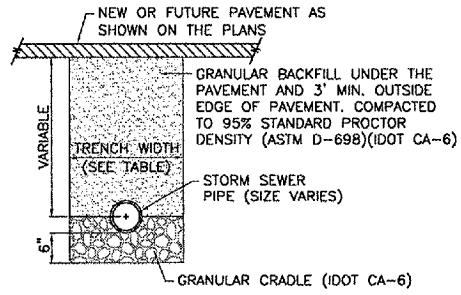 NEW OR FUTURE PAVEMENT AS
SHOWN ON THE PLANS
GRANULAR BACKFILL UNDER THE
PAVEMENT AND 3' MIN. OUTSIDE
EDGE OF PAVEMENT. COMPACTED
TO 95% STANDARD PROCTOR
DENSITY (ASTM D-698)(IDOT CA-6)
VARIABLE
TRENCH WIDTH
(SEE TABLE)
STORM SEWER
PIPE (SIZE VARIES)
6"
GRANULAR CRADLE (IDOT CA-6)